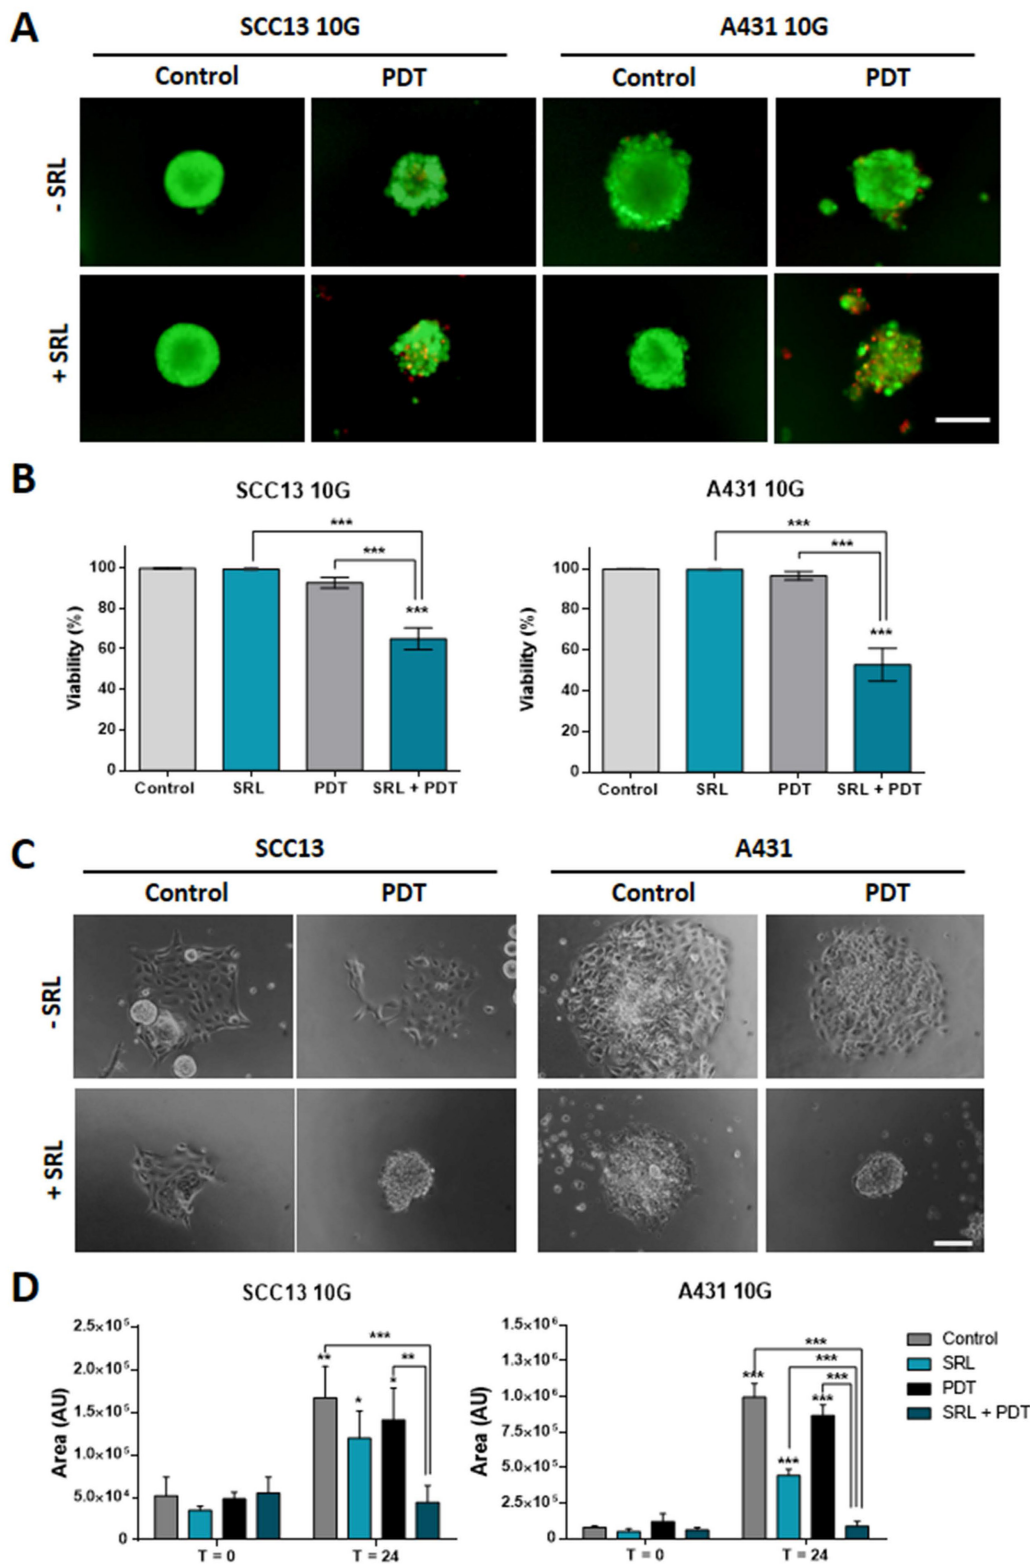 A
SCC13 10G A431 10G
Control PDT Control PDT
- SRL
+ SRL
B
SCC13 10G
***
***
***
Viability (%)
100
80
60
40
20
0
Control SRL PDT SRL + PDT
A431 10G
***
***
***
Viability (%)
100
80
60
40
20
0
Control SRL PDT SRL + PDT
C
SCC13 A431
Control PDT Control PDT
- SRL
+ SRL
D
SCC13 10G
Area (AU)
2.5×10⁵
2.0×10⁵
1.5×10⁵
1.0×10⁵
5.0×10⁴
0
***
**
**
*
*
T = 0 T = 24
A431 10G
Area (AU)
1.5×10⁶
1.3×10⁶
1.0×10⁶
7.5×10⁵
5.0×10⁵
2.5×10⁵
0
***
***
***
***
***
***
T = 0 T = 24
Control
SRL
PDT
SRL + PDT